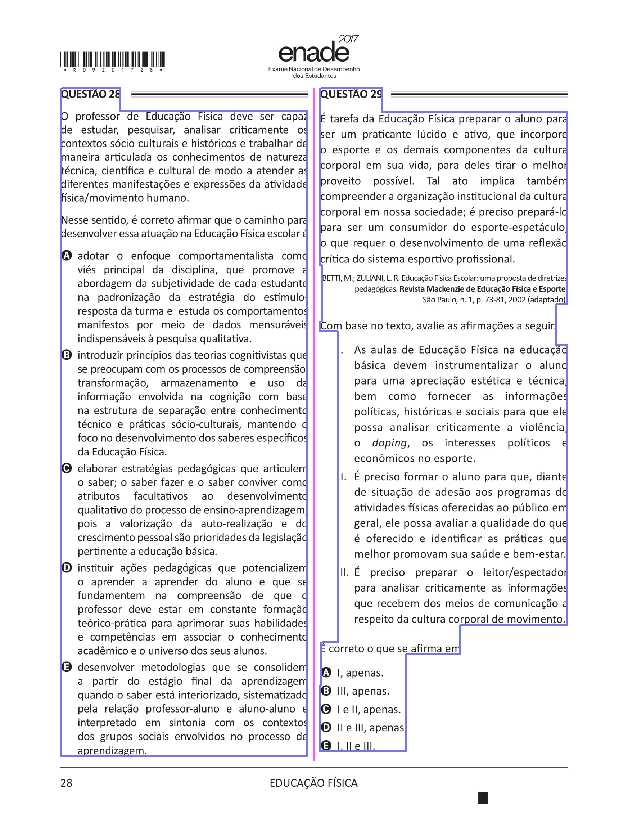 *R0928172B*
enade 2017
Exame Nacional de Desempenho
dos Estudantes
QUESTÃO 28
O professor de Educação Física deve ser capaz
de estudar, pesquisar, analisar criticamente os
contextos sócio culturais e históricos e trabalhar de
maneira articulada os conhecimentos de natureza
técnica, científica e cultural de modo a atender as
diferentes manifestações e expressões da atividade
física/movimento humano.
Nesse sentido, é correto afirmar que o caminho para
desenvolver essa atuação na Educação Física escolar é
A adotar o enfoque comportamentalista como
viés principal da disciplina, que promove a
abordagem da subjetividade de cada estudante
na padronização da estratégia do estímulo-
resposta da turma e estuda os comportamentos
manifestos por meio de dados mensuráveis
indispensáveis à pesquisa qualitativa.
B introduzir princípios das teorias cognitivistas que
se preocupam com os processos de compreensão,
transformação, armazenamento e uso da
informação envolvida na cognição com base
na estrutura de separação entre conhecimento
técnico e práticas sócio-culturais, mantendo o
foco no desenvolvimento dos saberes específicos
da Educação Física.
C elaborar estratégias pedagógicas que articulem
o saber; o saber fazer e o saber conviver como
atributos facultativos ao desenvolvimento
qualitativo do processo de ensino-aprendizagem,
pois a valorização da auto-realização e do
crescimento pessoal são prioridades da legislação
pertinente a educação básica.
D instituir ações pedagógicas que potencializem
o aprender a aprender do aluno e que se
fundamentem na compreensão de que o
professor deve estar em constante formação
teórico-prática para aprimorar suas habilidades
e competências em associar o conhecimento
acadêmico e o universo dos seus alunos.
E desenvolver metodologias que se consolidem
a partir do estágio final da aprendizagem
quando o saber está interiorizado, sistematizado
pela relação professor-aluno e aluno-aluno e
interpretado em sintonia com os contextos
dos grupos sociais envolvidos no processo de
aprendizagem.
QUESTÃO 29
É tarefa da Educação Física preparar o aluno para
ser um praticante lúcido e ativo, que incorpore
o esporte e os demais componentes da cultura
corporal em sua vida, para deles tirar o melhor
proveito possível. Tal ato implica também
compreender a organização institucional da cultura
corporal em nossa sociedade; é preciso prepará-lo
para ser um consumidor do esporte-espetáculo,
o que requer o desenvolvimento de uma reflexão
crítica do sistema esportivo profissional.
BETTI, M.; ZULIANI, L. R. Educação Física Escolar: uma proposta de diretrizes
pedagógicas. Revista Mackenzie de Educação Física e Esporte.
São Paulo, n. 1, p. 73-81, 2002 (adaptado).
Com base no texto, avalie as afirmações a seguir.
I. As aulas de Educação Física na educação
básica devem instrumentalizar o aluno
para uma apreciação estética e técnica,
bem como fornecer as informações
políticas, históricas e sociais para que ele
possa analisar criticamente a violência,
o doping, os interesses políticos e
econômicos no esporte.
II. É preciso formar o aluno para que, diante
de situação de adesão aos programas de
atividades físicas oferecidas ao público em
geral, ele possa avaliar a qualidade do que
é oferecido e identificar as práticas que
melhor promovam sua saúde e bem-estar.
III. É preciso preparar o leitor/espectador
para analisar criticamente as informações
que recebem dos meios de comunicação a
respeito da cultura corporal de movimento.
É correto o que se afirma em
A I, apenas.
B III, apenas.
C I e II, apenas.
D II e III, apenas.
E I, II e III.
28
EDUCAÇÃO FÍSICA